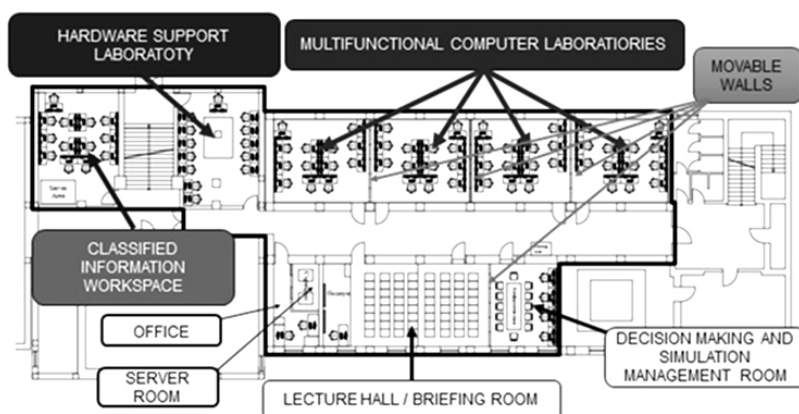 HARDWARE SUPPORT
LABORATOTY
MULTIFUNCTIONAL COMPUTER LABORATIORIES
MOVABLE
WALLS
CLASSIFIED
INFORMATION
WORKSPACE
OFFICE
SERVER
ROOM
LECTURE HALL / BRIEFING ROOM
DECISION MAKING AND
SIMULATION
MANAGEMENT ROOM